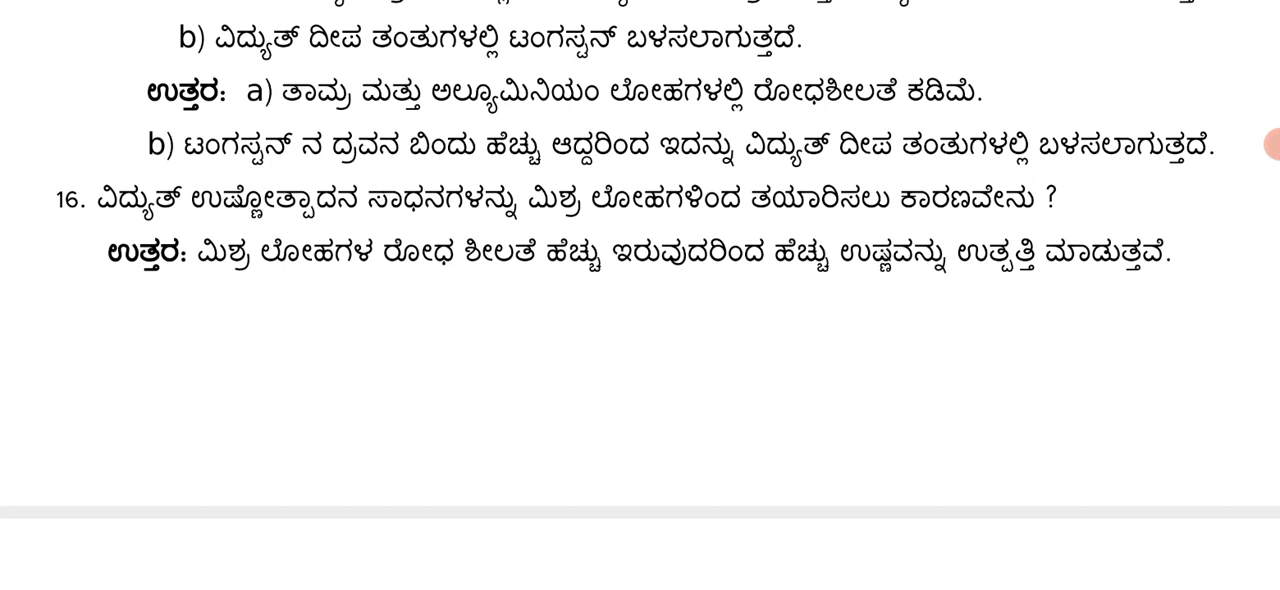 b) ವಿದ್ಯುತ್ ದೀಪ ತಂತುಗಳಲ್ಲಿ ಟಂಗಸ್ಟನ್ ಬಳಸಲಾಗುತ್ತದೆ.
ಉತ್ತರ: a) ತಾಮ್ರ ಮತ್ತು ಅಲ್ಯೂಮಿನಿಯಂ ಲೋಹಗಳಲ್ಲಿ ರೋಧಶೀಲತೆ ಕಡಿಮೆ.
b) ಟಂಗಸ್ಟನ್ ನ ದ್ರವನ ಬಿಂದು ಹೆಚ್ಚು ಆದ್ದರಿಂದ ಇದನ್ನು ವಿದ್ಯುತ್ ದೀಪ ತಂತುಗಳಲ್ಲಿ ಬಳಸಲಾಗುತ್ತದೆ.
16. ವಿದ್ಯುತ್ ಉಷ್ಣೋತ್ಪಾದನ ಸಾಧನಗಳನ್ನು ಮಿಶ್ರ ಲೋಹಗಳಿಂದ ತಯಾರಿಸಲು ಕಾರಣವೇನು ?
ಉತ್ತರ: ಮಿಶ್ರ ಲೋಹಗಳ ರೋಧ ಶೀಲತೆ ಹೆಚ್ಚು ಇರುವುದರಿಂದ ಹೆಚ್ಚು ಉಷ್ಣವನ್ನು ಉತ್ಪತ್ತಿ ಮಾಡುತ್ತವೆ.